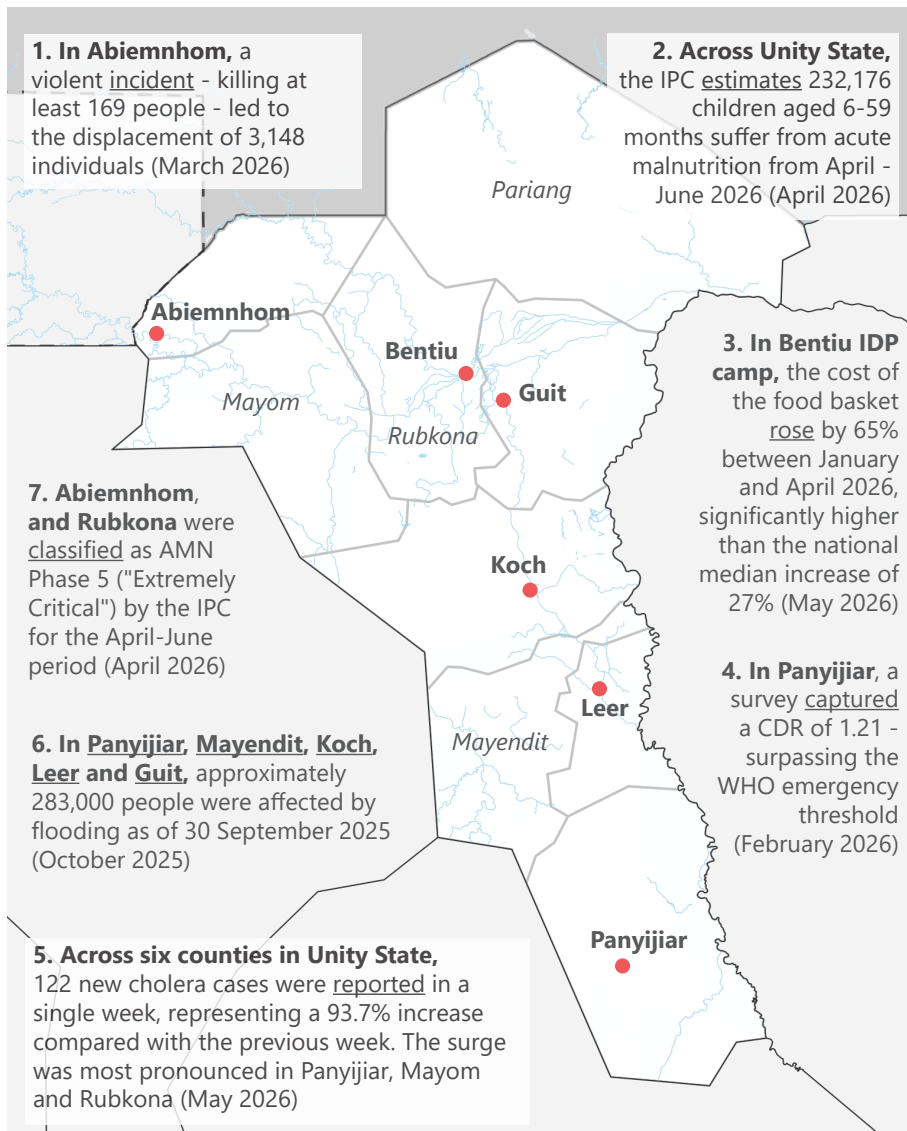 1. In Abiemnhom, a
violent incident - killing at
least 169 people - led to
the displacement of 3,148
individuals (March 2026)
2. Across Unity State,
the IPC estimates 232,176
children aged 6-59
months suffer from acute
malnutrition from April -
June 2026 (April 2026)
Pariang
Abiemnhom
Bentiu
Guit
Mayom
Rubkona
3. In Bentiu IDP
camp, the cost of
the food basket
rose by 65%
between January
and April 2026,
significantly higher
than the national
median increase of
27% (May 2026)
7. Abiemnhom,
and Rubkona were
classified as AMN
Phase 5 ("Extremely
Critical") by the IPC
for the April-June
period (April 2026)
Koch
Leer
Mayendit
4. In Panyijiar, a
survey captured
a CDR of 1.21 -
surpassing the
WHO emergency
threshold
(February 2026)
6. In Panyijiar, Mayendit, Koch,
Leer and Guit, approximately
283,000 people were affected by
flooding as of 30 September 2025
(October 2025)
Panyijiar
5. Across six counties in Unity State,
122 new cholera cases were reported in a
single week, representing a 93.7% increase
compared with the previous week. The surge
was most pronounced in Panyijiar, Mayom
and Rubkona (May 2026)